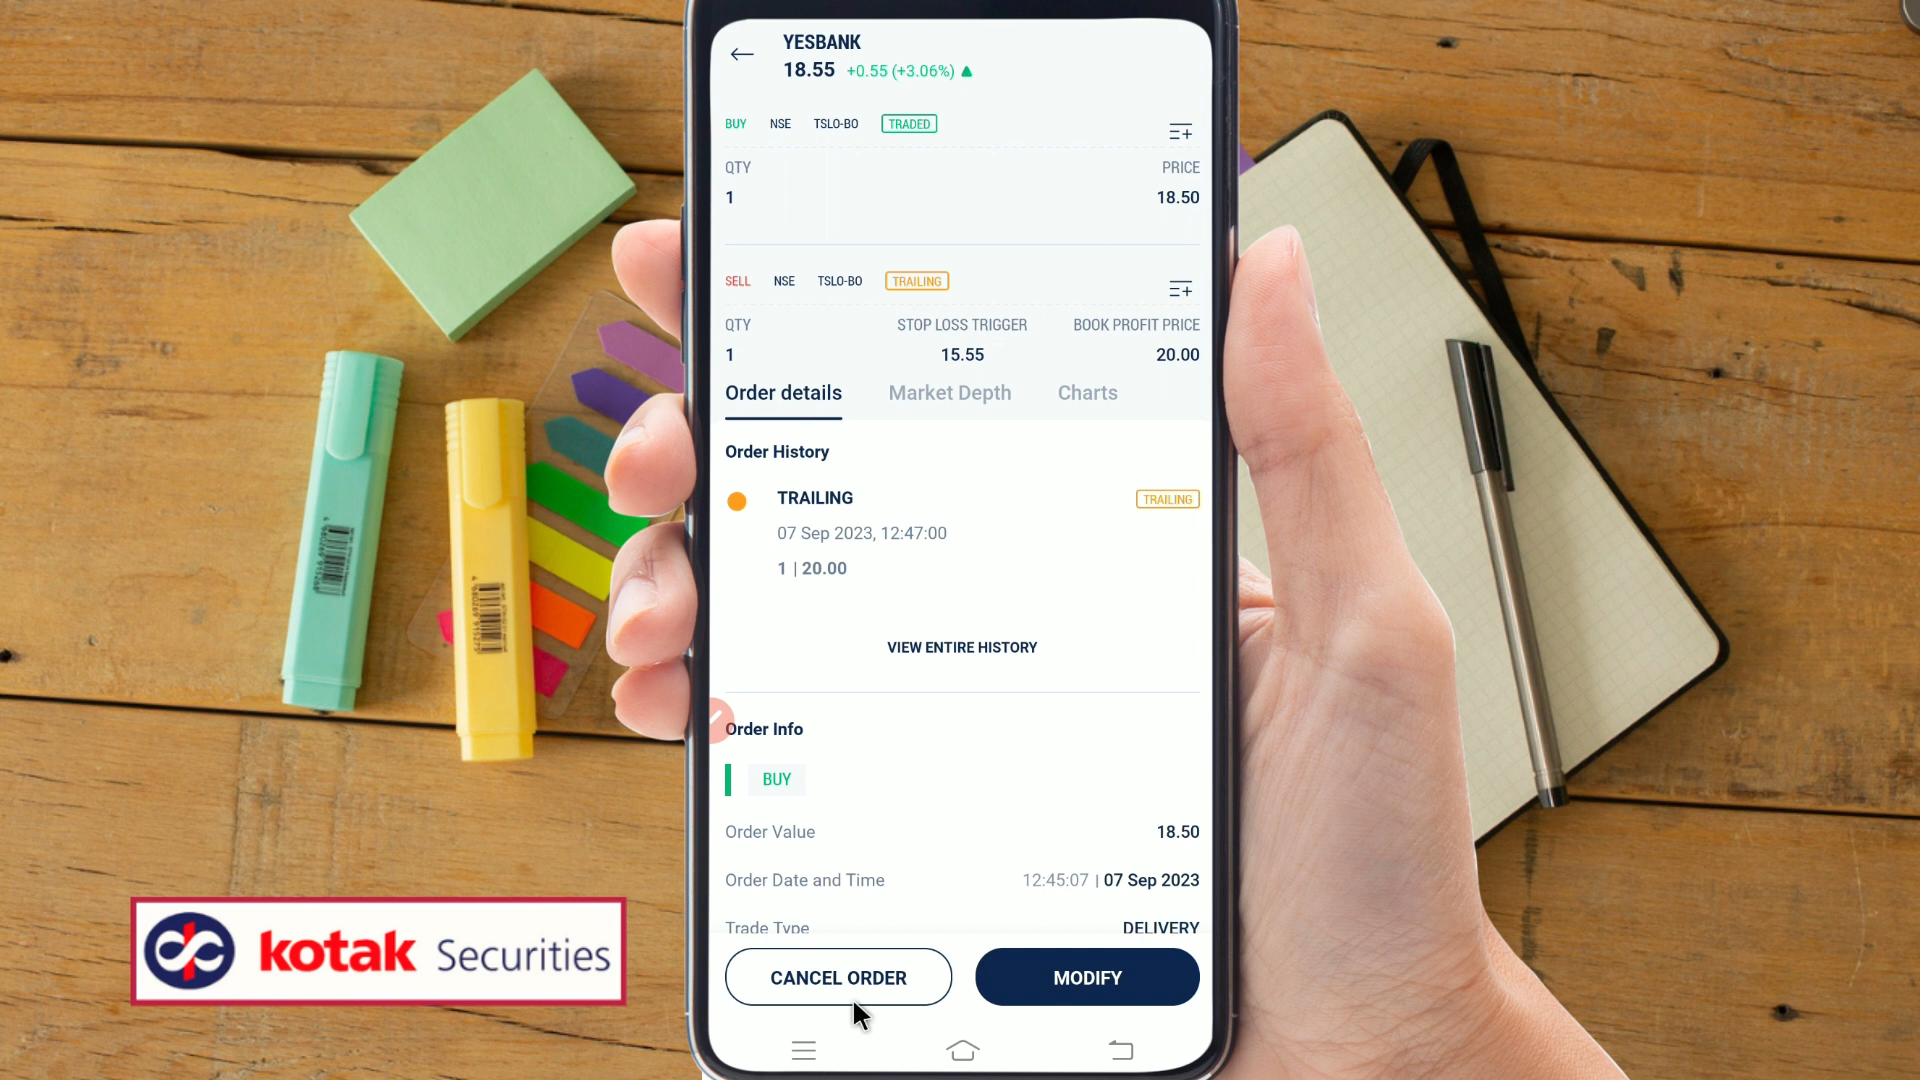 YESBANK
18.55 +0.55 (+3.06%)
BUY NSE TSLO-BO TRADED
QTY PRICE
1 18.50
SELL NSE TSLO-BO TRAILING
QTY STOP LOSS TRIGGER BOOK PROFIT PRICE
1 15.55 20.00
Order details Market Depth Charts
Order History
TRAILING TRAILING
07 Sep 2023, 12:47:00
1 | 20.00
VIEW ENTIRE HISTORY
Order Info
BUY
Order Value 18.50
Order Date and Time 12:45:07 | 07 Sep 2023
Trade Type DELIVERY
CANCEL ORDER MODIFY
kotak Securities